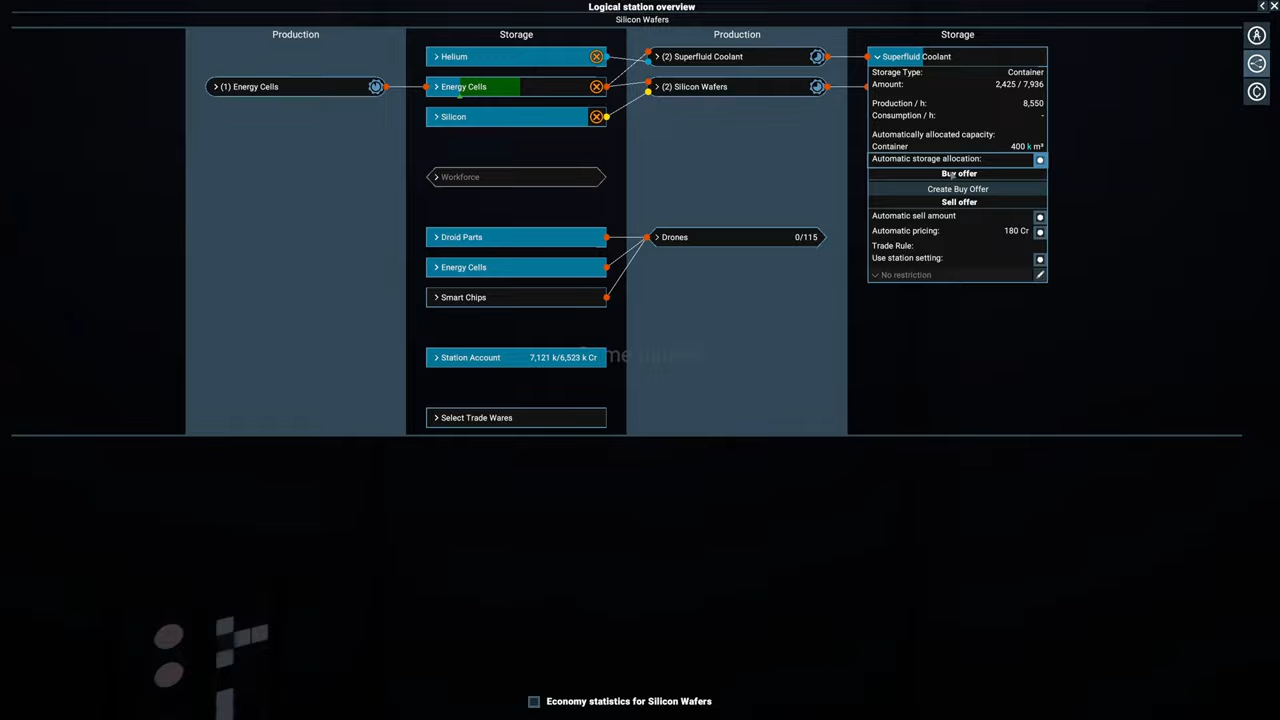 Logical station overview
Silicon Wafers
Production
Storage
Production
Storage
(1) Energy Cells
Helium
Energy Cells
Silicon
Workforce
Droid Parts
Energy Cells
Smart Chips
Station Account 7,121 k/6,523 k Cr
Select Trade Wares
(2) Superfluid Coolant
(2) Silicon Wafers
Drones 0/115
Superfluid Coolant
Storage Type: Container
Amount: 2,425 / 7,936
Production / h: 8,550
Consumption / h: -
Automatically allocated capacity:
Container 400 k m³
Automatic storage allocation:
Buy offer
Create Buy Offer
Sell offer
Automatic sell amount
Automatic pricing: 180 Cr
Trade Rule:
Use station setting:
No restriction
A
C
Economy statistics for Silicon Wafers